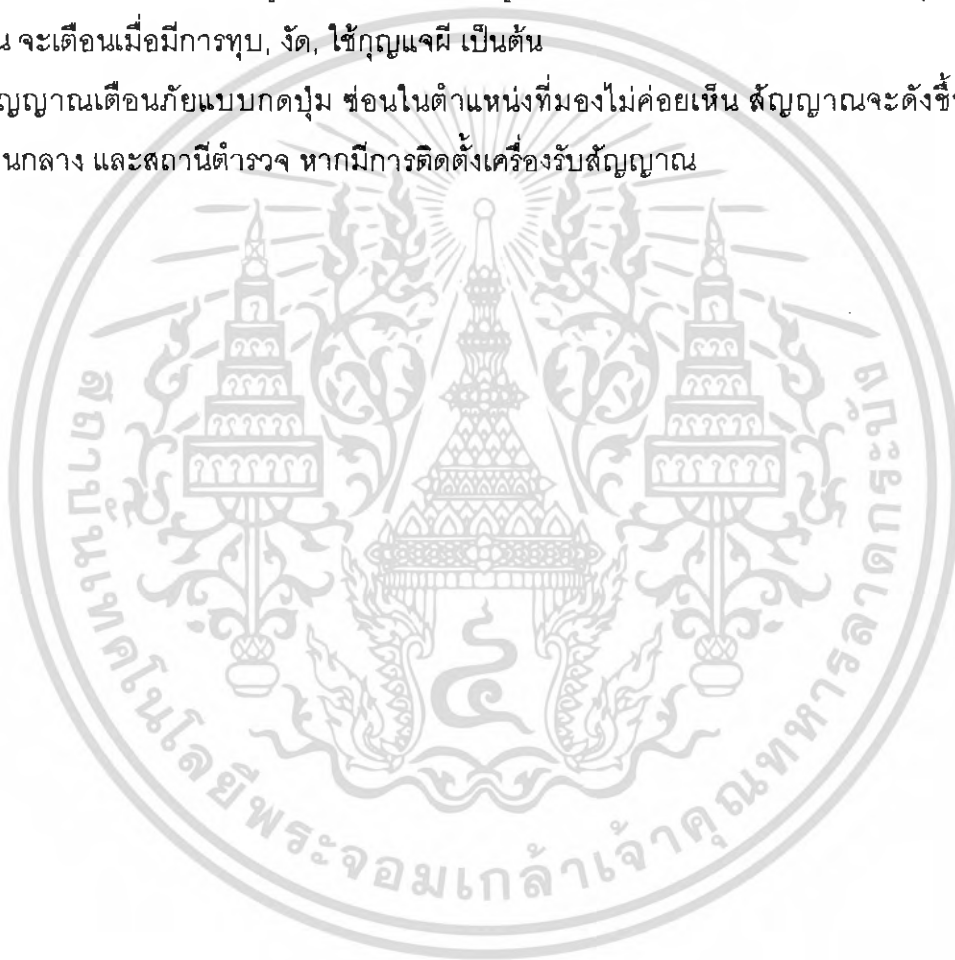 จะเตือนเมื่อมีการทุบ, งัด, ใช้กุญแจผี เป็นต้น
ญญาณเตือนภัยแบบกดปุ่ม ซ่อนในตำแหน่งที่มองไม่ค่อยเห็น สัญญาณจะดังขึ้
นกลาง และสถานีตำรวจ หากมีการติดตั้งเครื่องรับสัญญาณ
สถาบันเทคโนโลยีพระจอมเกล้าเจ้าคุณทหารลาดกระบัง